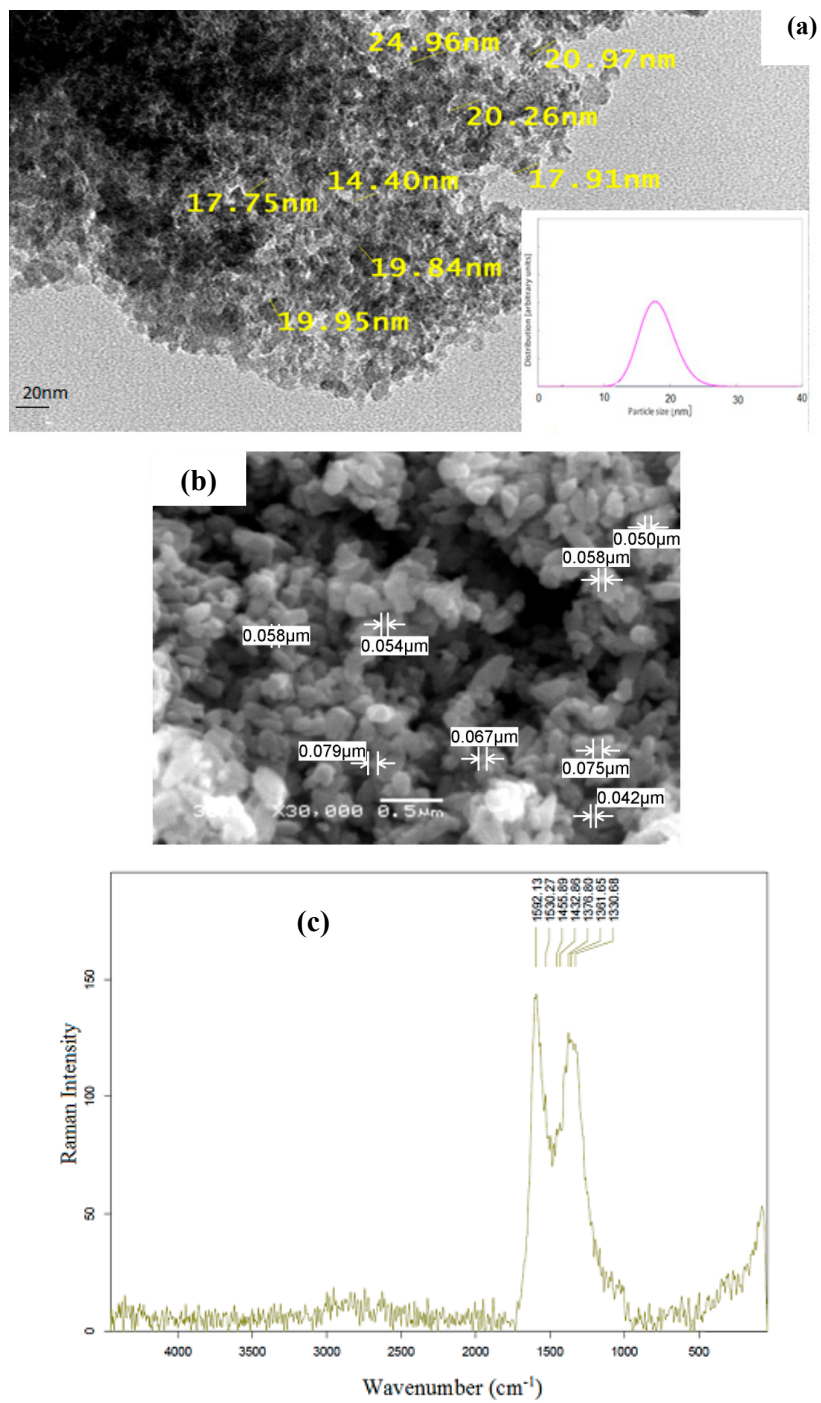 (a)
24.96nm
20.97nm
20.26nm
14.40nm
17.91nm
17.75nm
19.84nm
19.95nm
20nm
Distribution [arbitrary units]
0 10 20 30 40
Particle size [nm]
(b)
0.050µm
0.058µm
0.058µm
0.054µm
0.067µm
0.079µm
0.075µm
0.042µm
X30,000 0.5µm
(c)
1592.13
1530.27
1455.89
1432.86
1376.80
1361.65
1330.68
150
100
50
0
Raman Intensity
4000 3500 3000 2500 2000 1500 1000 500
Wavenumber (cm-1)